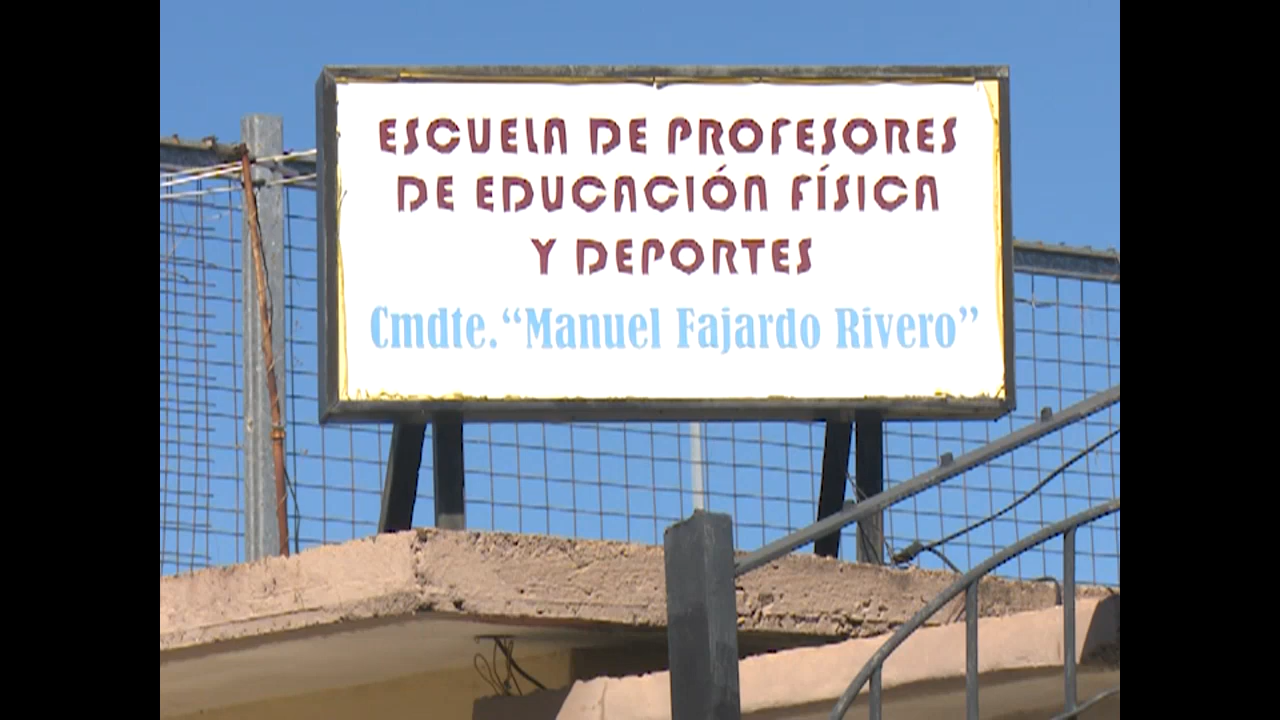 ESCUELA DE PROFESORES
DE EDUCACIÓN FÍSICA
Y DEPORTES
Cmdte.“Manuel Fajardo Rivero”